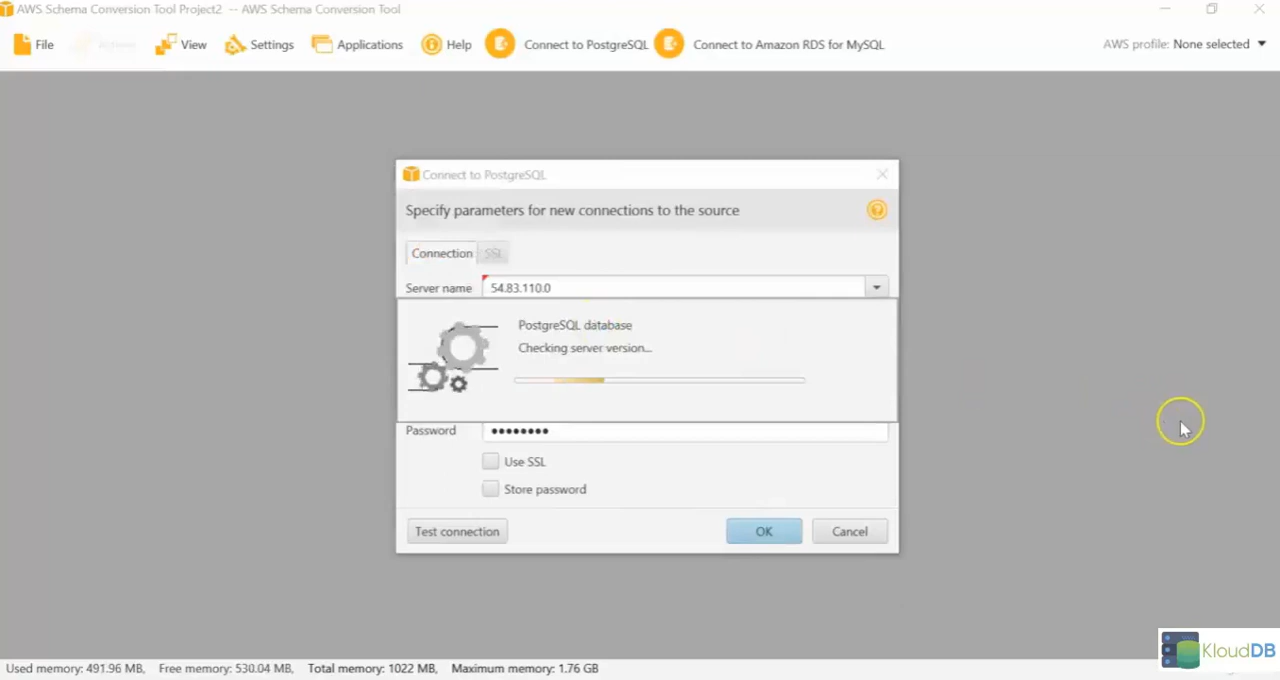 AWS Schema Conversion Tool Project2 -- AWS Schema Conversion Tool
File Actions View Settings Applications Help Connect to PostgreSQL Connect to Amazon RDS for MySQL AWS profile: None selected
Connect to PostgreSQL
Specify parameters for new connections to the source
Connection SSL
Server name 54.83.110.0
PostgreSQL database
Checking server version...
Password ••••••••
Use SSL
Store password
Test connection OK Cancel
KloudDB
Used memory: 491.96 MB, Free memory: 530.04 MB, Total memory: 1022 MB, Maximum memory: 1.76 GB